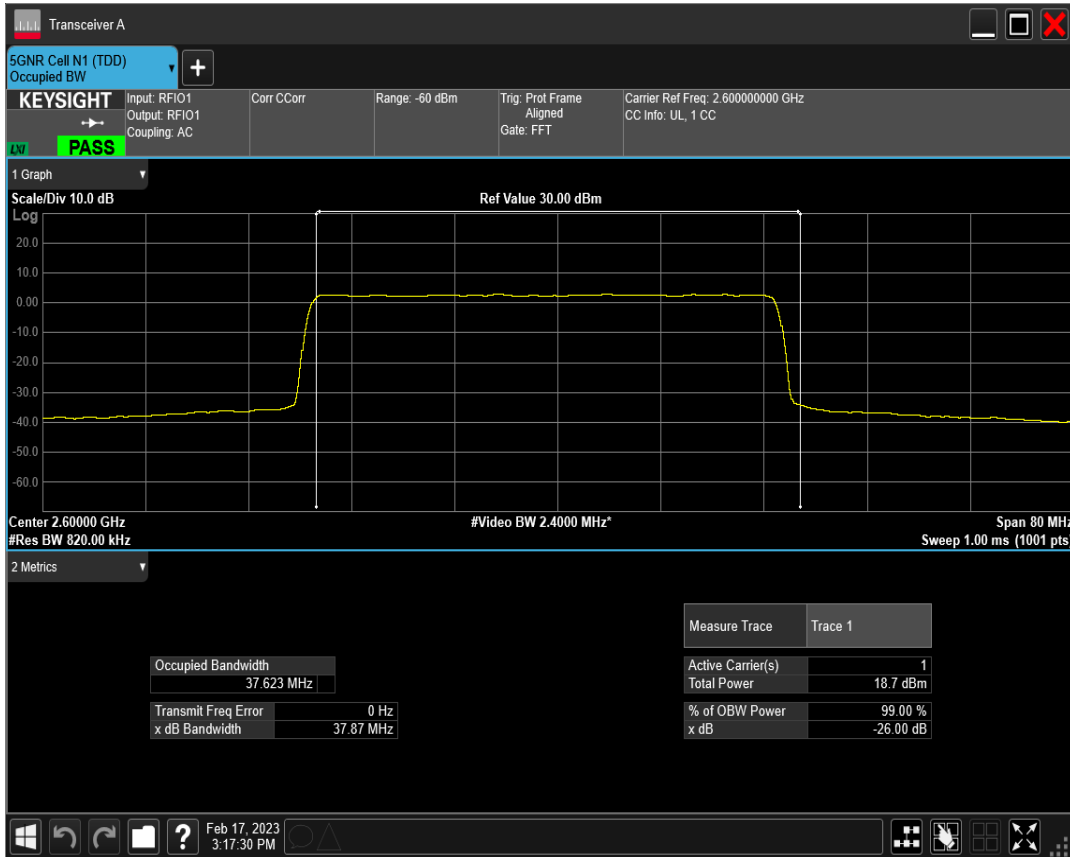 Transceiver A
5GNR Cell N1 (TDD)
Occupied BW
+
KEYSIGHT
LXI
PASS
Input: RFIO1
Output: RFIO1
Coupling: AC
Corr CCorr
Range: -60 dBm
Trig: Prot Frame
Aligned
Gate: FFT
Carrier Ref Freq: 2.600000000 GHz
CC Info: UL, 1 CC
1 Graph
Scale/Div 10.0 dB
Ref Value 30.00 dBm
Log
20.0
10.0
0.00
-10.0
-20.0
-30.0
-40.0
-50.0
-60.0
Center 2.60000 GHz
#Video BW 2.4000 MHz*
Span 80 MHz
#Res BW 820.00 kHz
Sweep 1.00 ms (1001 pts)
2 Metrics
Measure Trace Trace 1
Occupied Bandwidth
37.623 MHz
Active Carrier(s) 1
Total Power 18.7 dBm
Transmit Freq Error 0 Hz
x dB Bandwidth 37.87 MHz
% of OBW Power 99.00 %
x dB -26.00 dB
?
Feb 17, 2023
3:17:30 PM